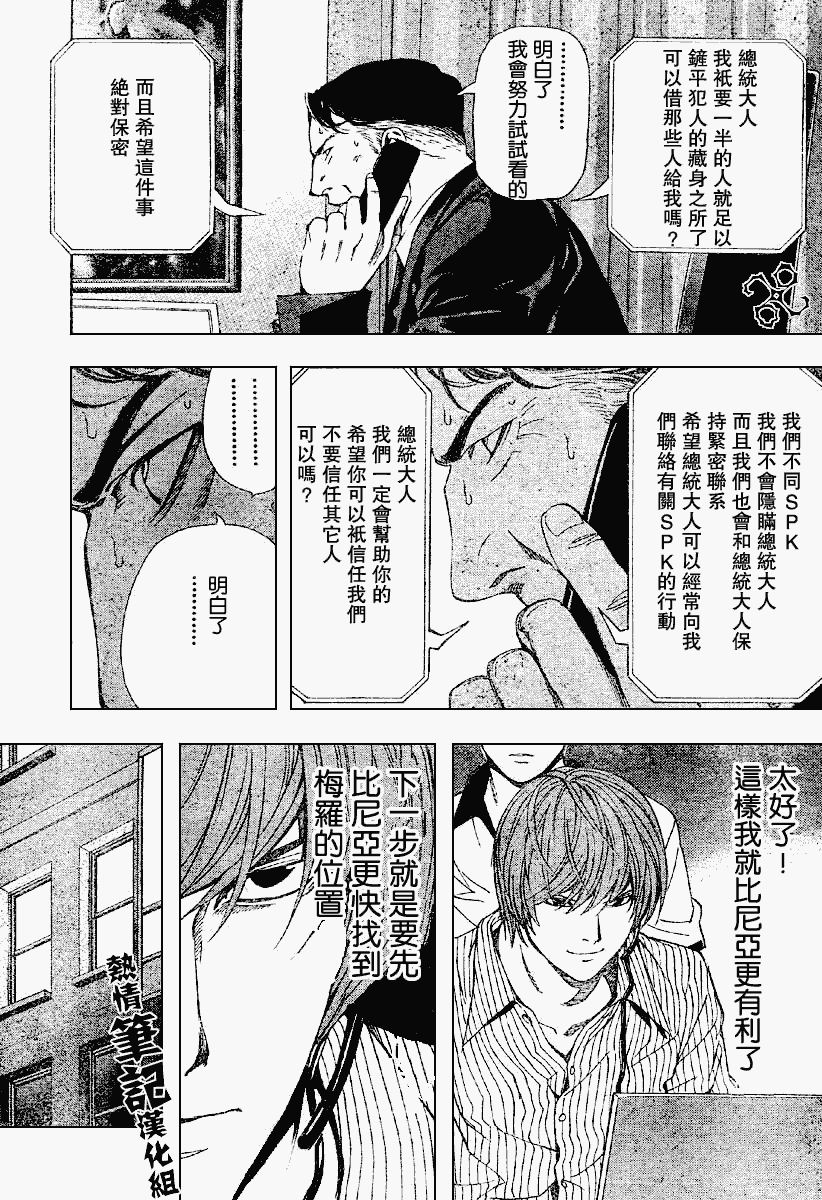 總統大人
我衹要一半的人就足以
鏟平犯人的藏身之所了
可以借那些人給我嗎？
…………
明白了
我會努力試試看的
而且希望這件事
絕對保密
我們不同SPK
我們不會隱瞞總統大人
而且我們也會和總統大人保
持緊密聯系
希望總統大人可以經常向我
們聯絡有關SPK的行動
總統大人
我們一定會幫助你的
希望你可以衹信任我們
不要信任其它人
可以嗎？
…………
明白了
…………
太好了！
這樣我就比尼亞更有利了
下一步就是要先
比尼亞更快找到
梅羅的位置
熱情筆記漢化組